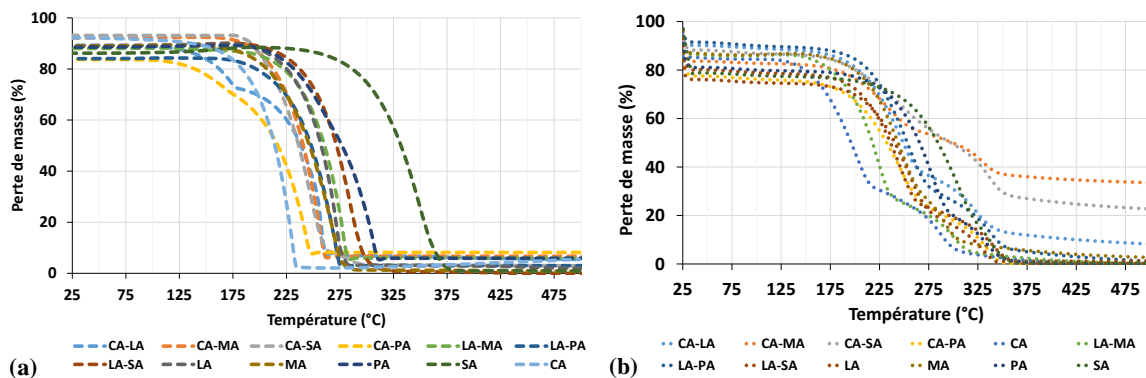 Perte de masse (%)
100
80
60
40
20
0
25 75 125 175 225 275 325 375 425 475
Température (°C)
CA-LA CA-MA CA-SA CA-PA LA-MA LA-PA
LA-SA LA MA PA SA CA
(a)
Perte de masse (%)
100
80
60
40
20
0
25 75 125 175 225 275 325 375 425 475
Température (°C)
CA-LA CA-MA CA-SA CA-PA CA LA-MA
LA-PA LA-SA LA MA PA SA
(b)